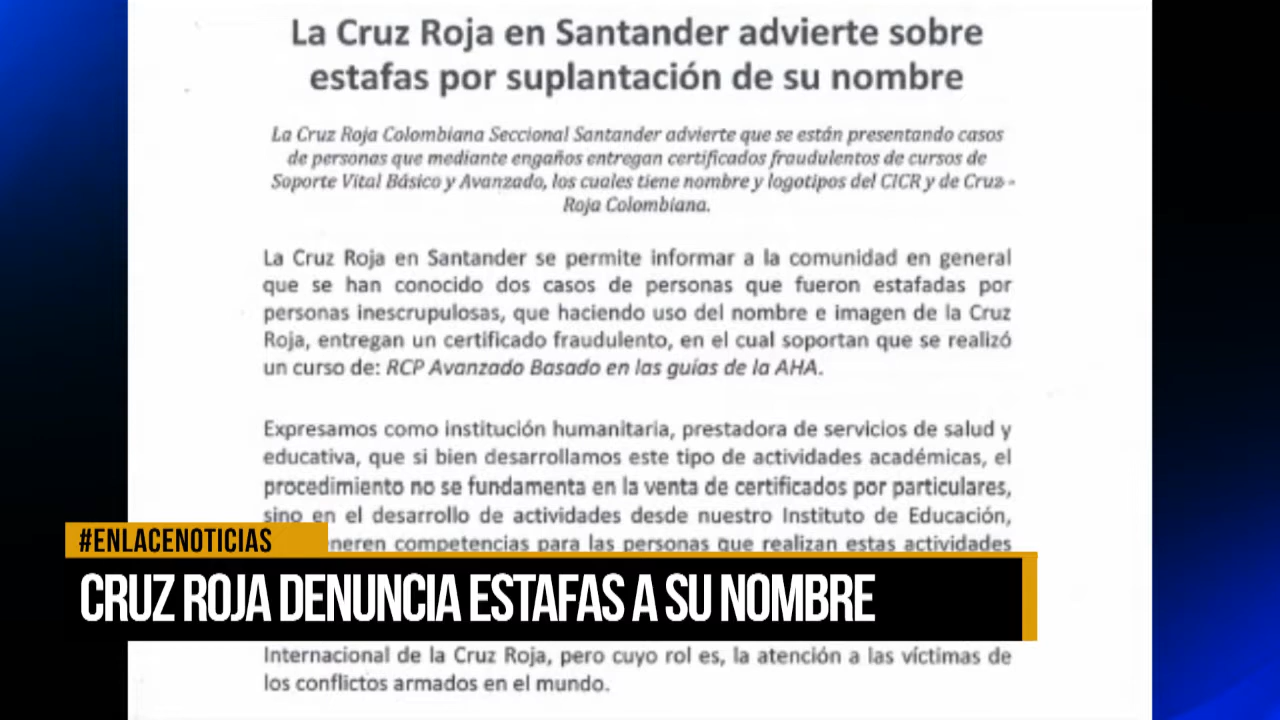 La Cruz Roja en Santander advierte sobre
estafas por suplantación de su nombre
La Cruz Roja Colombiana Seccional Santander advierte que se están presentando casos
de personas que mediante engaños entregan certificados fraudulentos de cursos de
Soporte Vital Básico y Avanzado, los cuales tiene nombre y logotipos del CICR y de Cruz
Roja Colombiana.
La Cruz Roja en Santander se permite informar a la comunidad en general
que se han conocido dos casos de personas que fueron estafadas por
personas inescrupulosas, que haciendo uso del nombre e imagen de la Cruz
Roja, entregan un certificado fraudulento, en el cual soportan que se realizó
un curso de: RCP Avanzado Basado en las guías de la AHA.
Expresamos como institución humanitaria, prestadora de servicios de salud y
educativa, que si bien desarrollamos este tipo de actividades académicas, el
procedimiento no se fundamenta en la venta de certificados por particulares,
sino en el desarrollo de actividades desde nuestro Instituto de Educación,
competencias para las personas que realizan estas actividades
#ENLACENOTICIAS
CRUZ ROJA DENUNCIA ESTAFAS A SU NOMBRE
Internacional de la Cruz Roja, pero cuyo rol es, la atención a las víctimas de
los conflictos armados en el mundo.